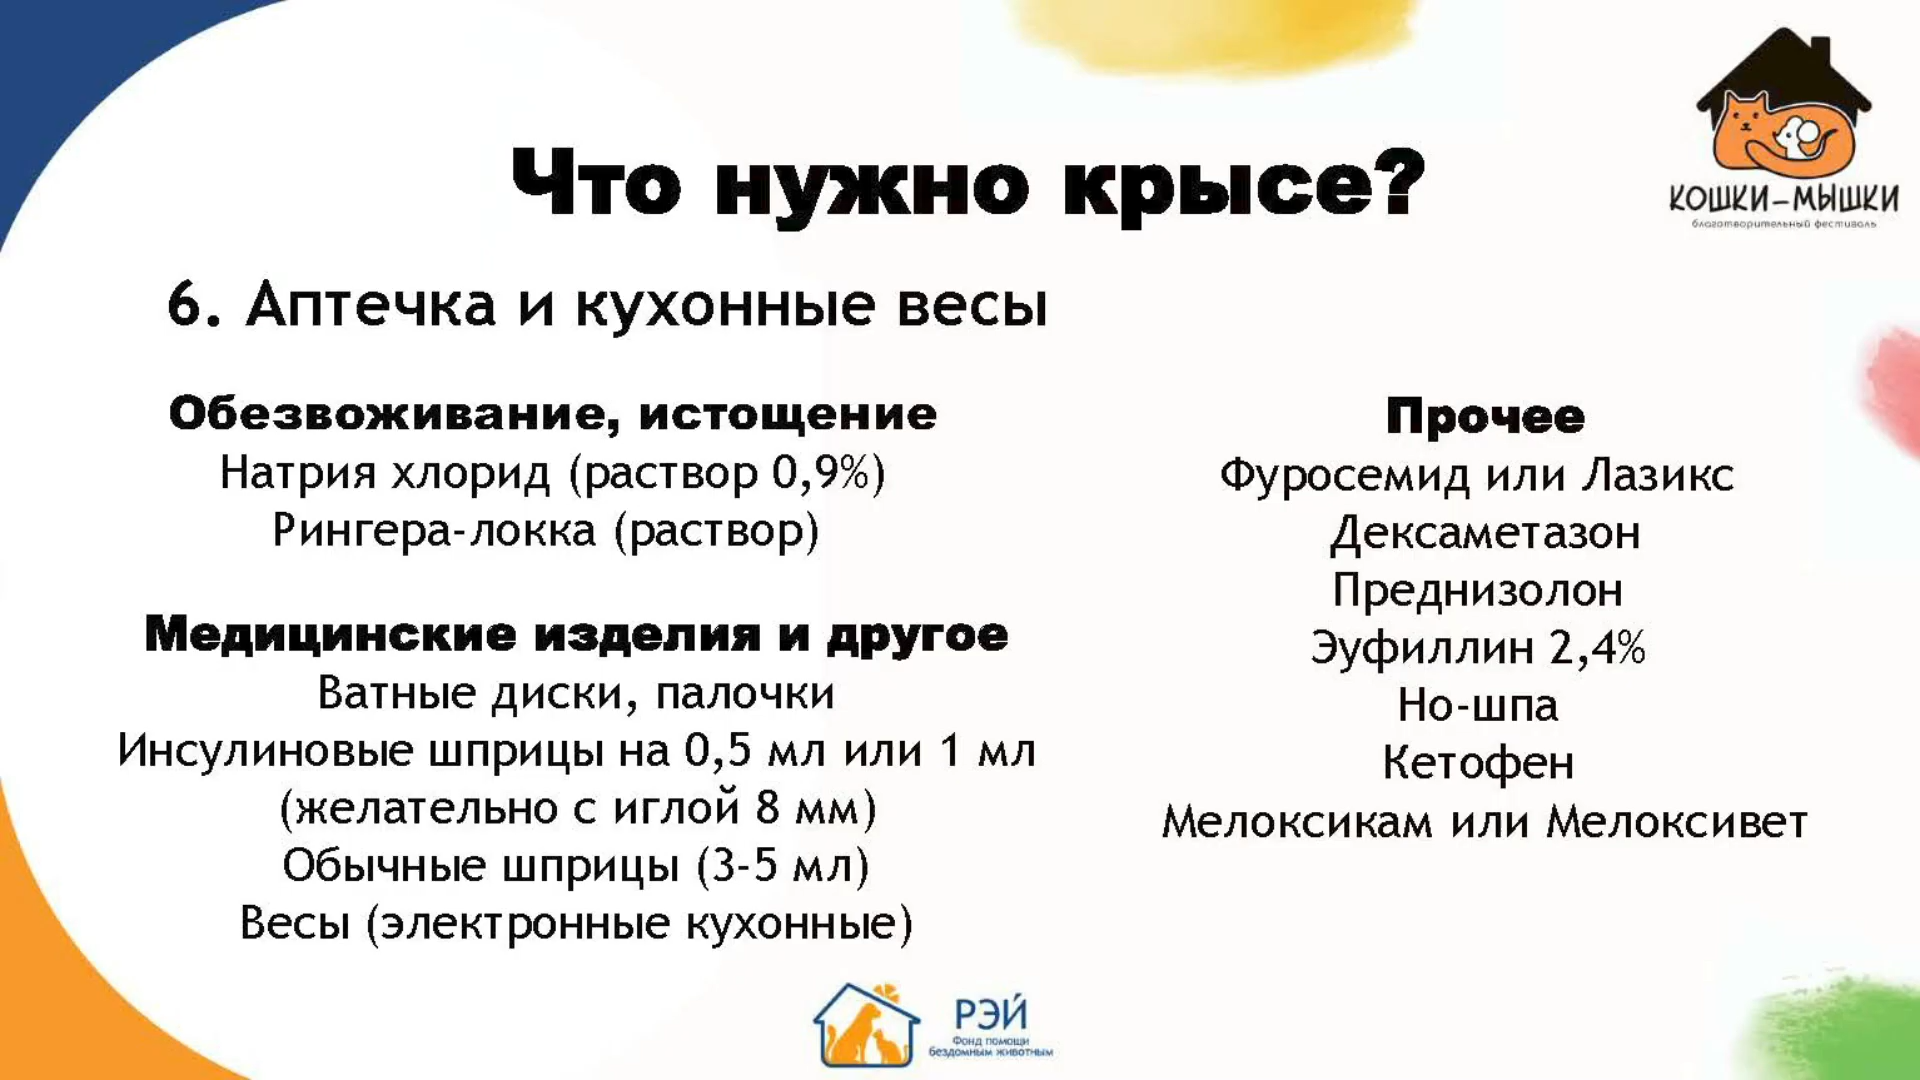 КОШКИ-МЫШКИ
благотворительный фестиваль
Что нужно крысе?
6. Аптечка и кухонные весы
Обезвоживание, истощение
Натрия хлорид (раствор 0,9%)
Рингера-локка (раствор)
Медицинские изделия и другое
Ватные диски, палочки
Инсулиновые шприцы на 0,5 мл или 1 мл
(желательно с иглой 8 мм)
Обычные шприцы (3-5 мл)
Весы (электронные кухонные)
Прочее
Фуросемид или Лазикс
Дексаметазон
Преднизолон
Эуфиллин 2,4%
Но-шпа
Кетофен
Мелоксикам или Мелоксивет
РЭЙ
Фонд помощи
бездомным животным